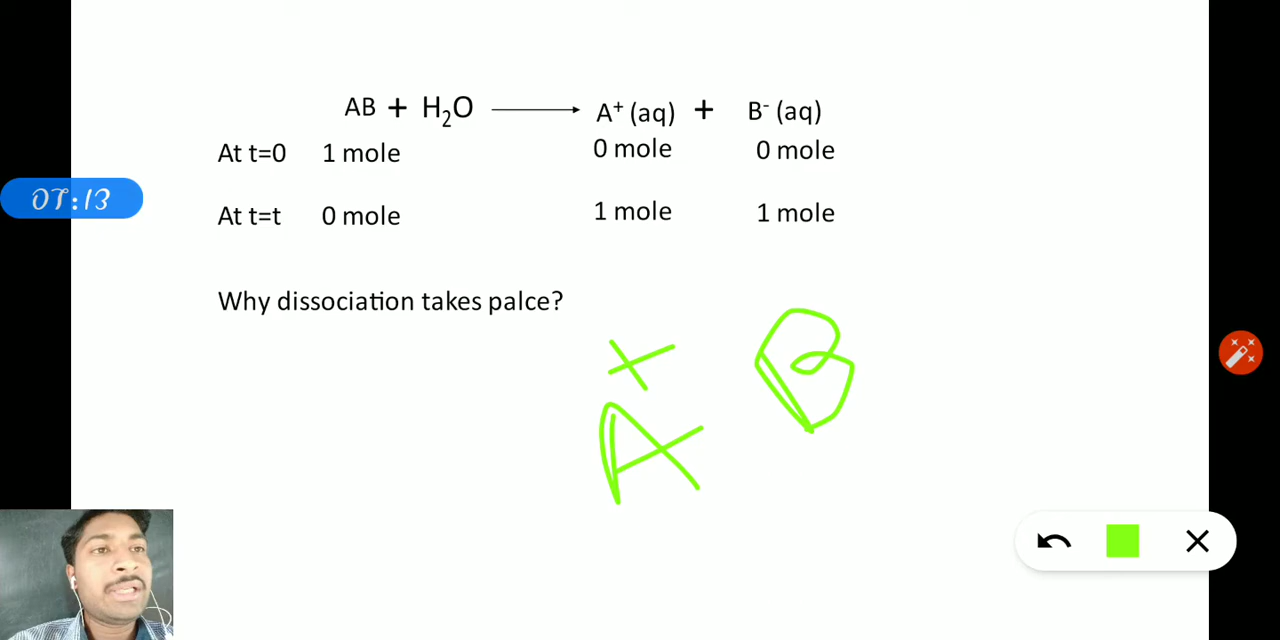 AB + H₂O ⟶ A⁺ (aq) + B⁻ (aq)
At t=0 1 mole 0 mole 0 mole
07:13
At t=t 0 mole 1 mole 1 mole
Why dissociation takes palce?
+
A B